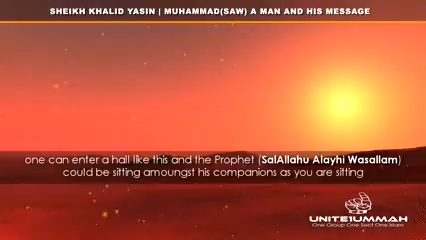 SHEIKH KHALID YASIN | MUHAMMAD(SAW) A MAN AND HIS MESSAGE
one can enter a hall like this and the Prophet (SalAllahu Alayhi Wasallam)
could be sitting amoungst his companions as you are sitting
UNITE1UMMAH
One Group One Sect One Islam